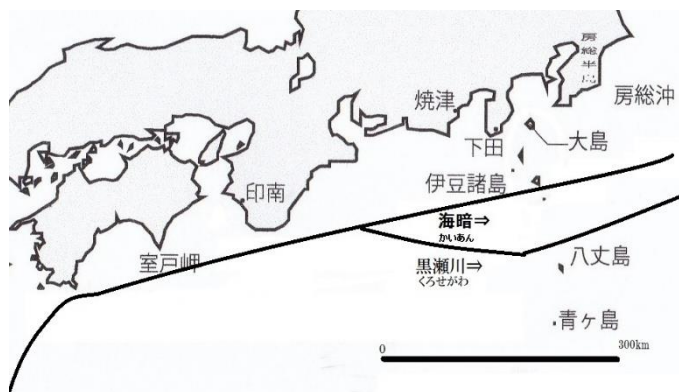 房総半島
房総沖
焼津
下田
大島
伊豆諸島
印南
海暗⇒
かいあん
室戸岬
黒瀬川⇒
くろせがわ
八丈島
青ヶ島
0
300km